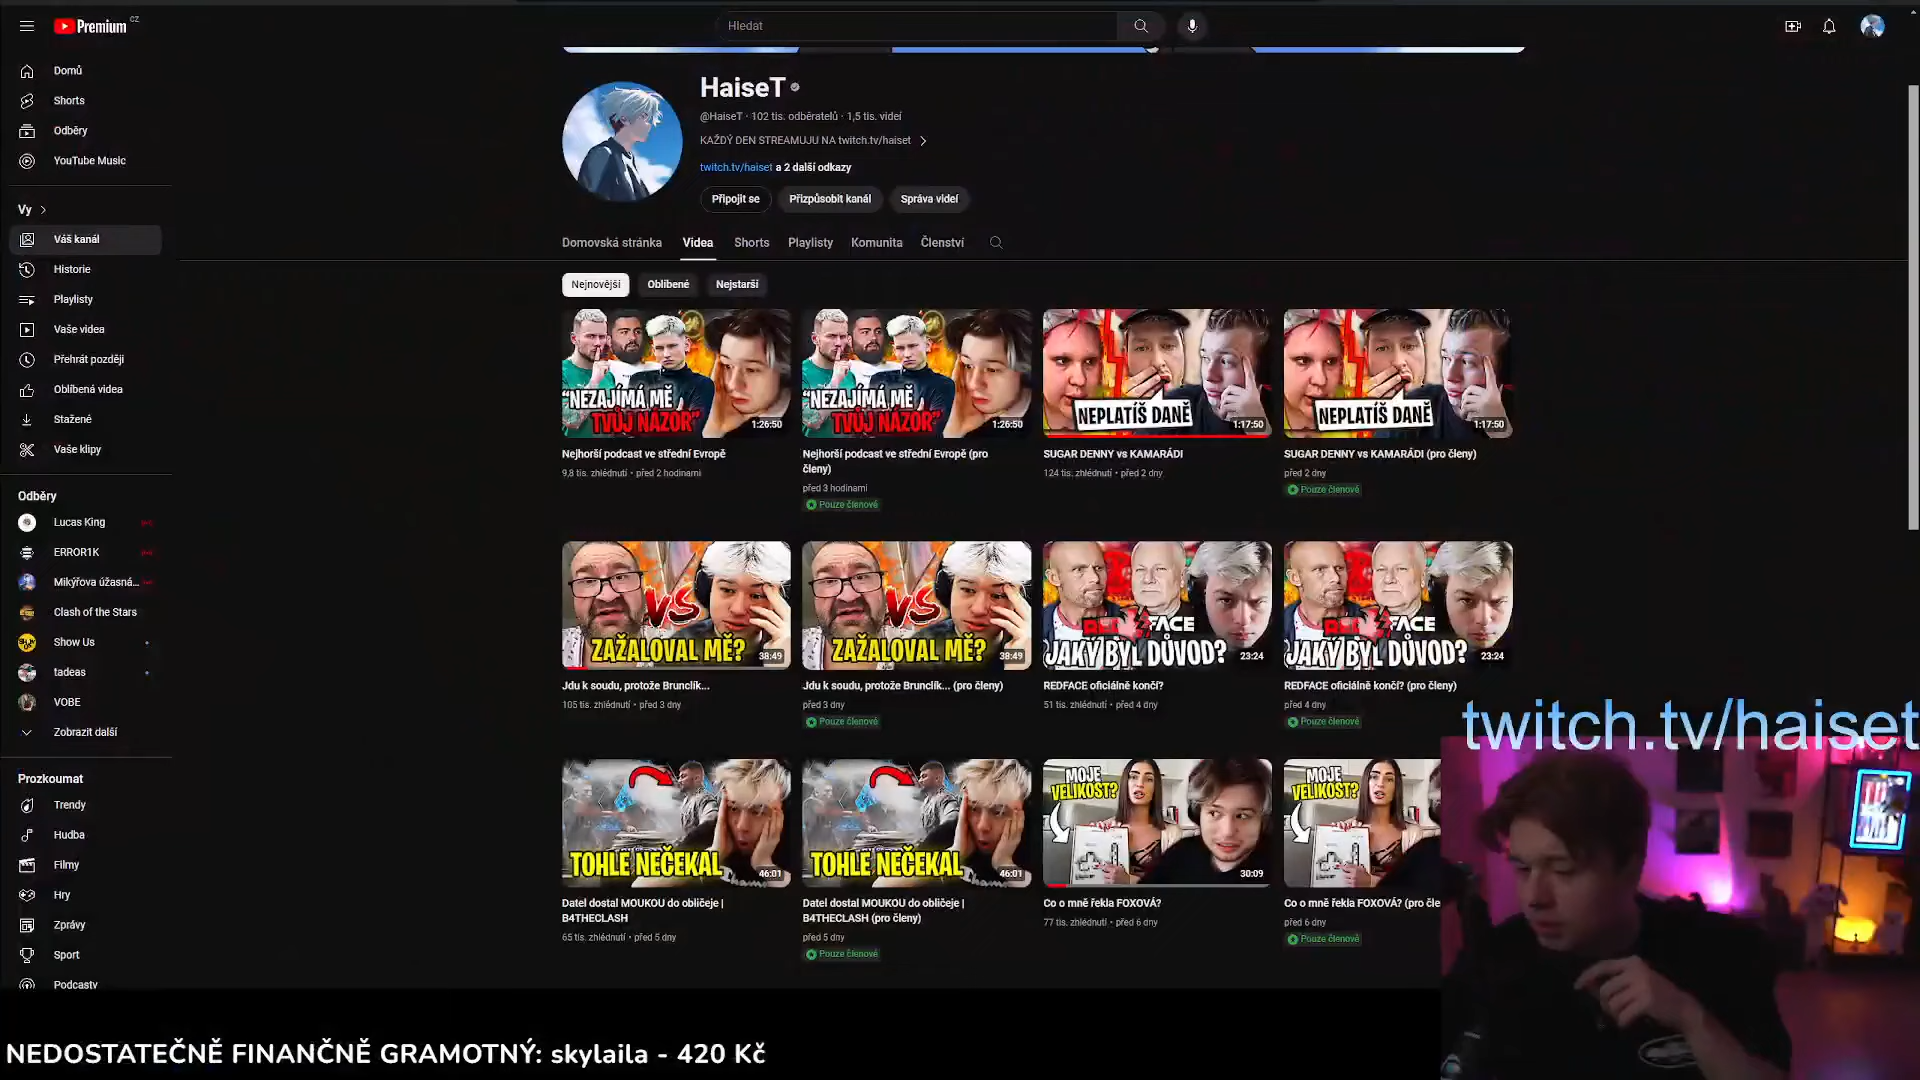 Premium CZ
Hledat
Domů
Shorts
Odběry
YouTube Music
Vy
Váš kanál
Historie
Playlisty
Vaše videa
Přehrát později
Oblíbená videa
Stažené
Vaše klipy
Odběry
Lucas King
ERROR1K
Mikýřova úžasná...
Clash of the Stars
Show Us
tadeas
VOBE
Zobrazit další
Prozkoumat
Trendy
Hudba
Filmy
Hry
Zprávy
Sport
Podcasty
HaiseT
@HaiseT · 102 tis. odběratelů · 1,5 tis. videí
KAŽDÝ DEN STREAMUJU NA twitch.tv/haiset
twitch.tv/haiset a 2 další odkazy
Připojit se Přizpůsobit kanál Správa videí
Domovská stránka Videa Shorts Playlisty Komunita Členství
Nejnovější Oblíbené Nejstarší
"NEZAJÍMÁ MĚ
TVŮJ NÁZOR"
1:26:50
Nejhorší podcast ve střední Evropě
9,8 tis. zhlédnutí · před 2 hodinami
"NEZAJÍMÁ MĚ
TVŮJ NÁZOR"
1:26:50
Nejhorší podcast ve střední Evropě (pro
členy)
před 3 hodinami
Pouze členové
NEPLATÍŠ DANĚ
1:17:50
SUGAR DENNY vs KAMARÁDI
124 tis. zhlédnutí · před 2 dny
NEPLATÍŠ DANĚ
1:17:50
SUGAR DENNY vs KAMARÁDI (pro členy)
před 2 dny
Pouze členové
VS
ZAŽALOVAL MĚ?
38:49
Jdu k soudu, protože Brunclík...
105 tis. zhlédnutí · před 3 dny
VS
ZAŽALOVAL MĚ?
38:49
Jdu k soudu, protože Brunclík... (pro členy)
před 3 dny
Pouze členové
RED FACE
JAKÝ BYL DŮVOD?
23:24
REDFACE oficiálně končí?
51 tis. zhlédnutí · před 4 dny
RED FACE
JAKÝ BYL DŮVOD?
23:24
REDFACE oficiálně končí? (pro členy)
před 4 dny
Pouze členové
TOHLE NEČEKAL
46:01
Datel dostal MOUKOU do obličeje |
B4THECLASH
65 tis. zhlédnutí · před 5 dny
TOHLE NEČEKAL
46:01
Datel dostal MOUKOU do obličeje |
B4THECLASH (pro členy)
před 5 dny
Pouze členové
MOJE
VELIKOST?
30:09
Co o mně řekla FOXOVÁ?
77 tis. zhlédnutí · před 6 dny
MOJE
VELIKOST?
Co o mně řekla FOXOVÁ? (pro čle
před 6 dny
Pouze členové
twitch.tv/haiset
NEDOSTATEČNĚ FINANČNĚ GRAMOTNÝ: skylaila - 420 Kč